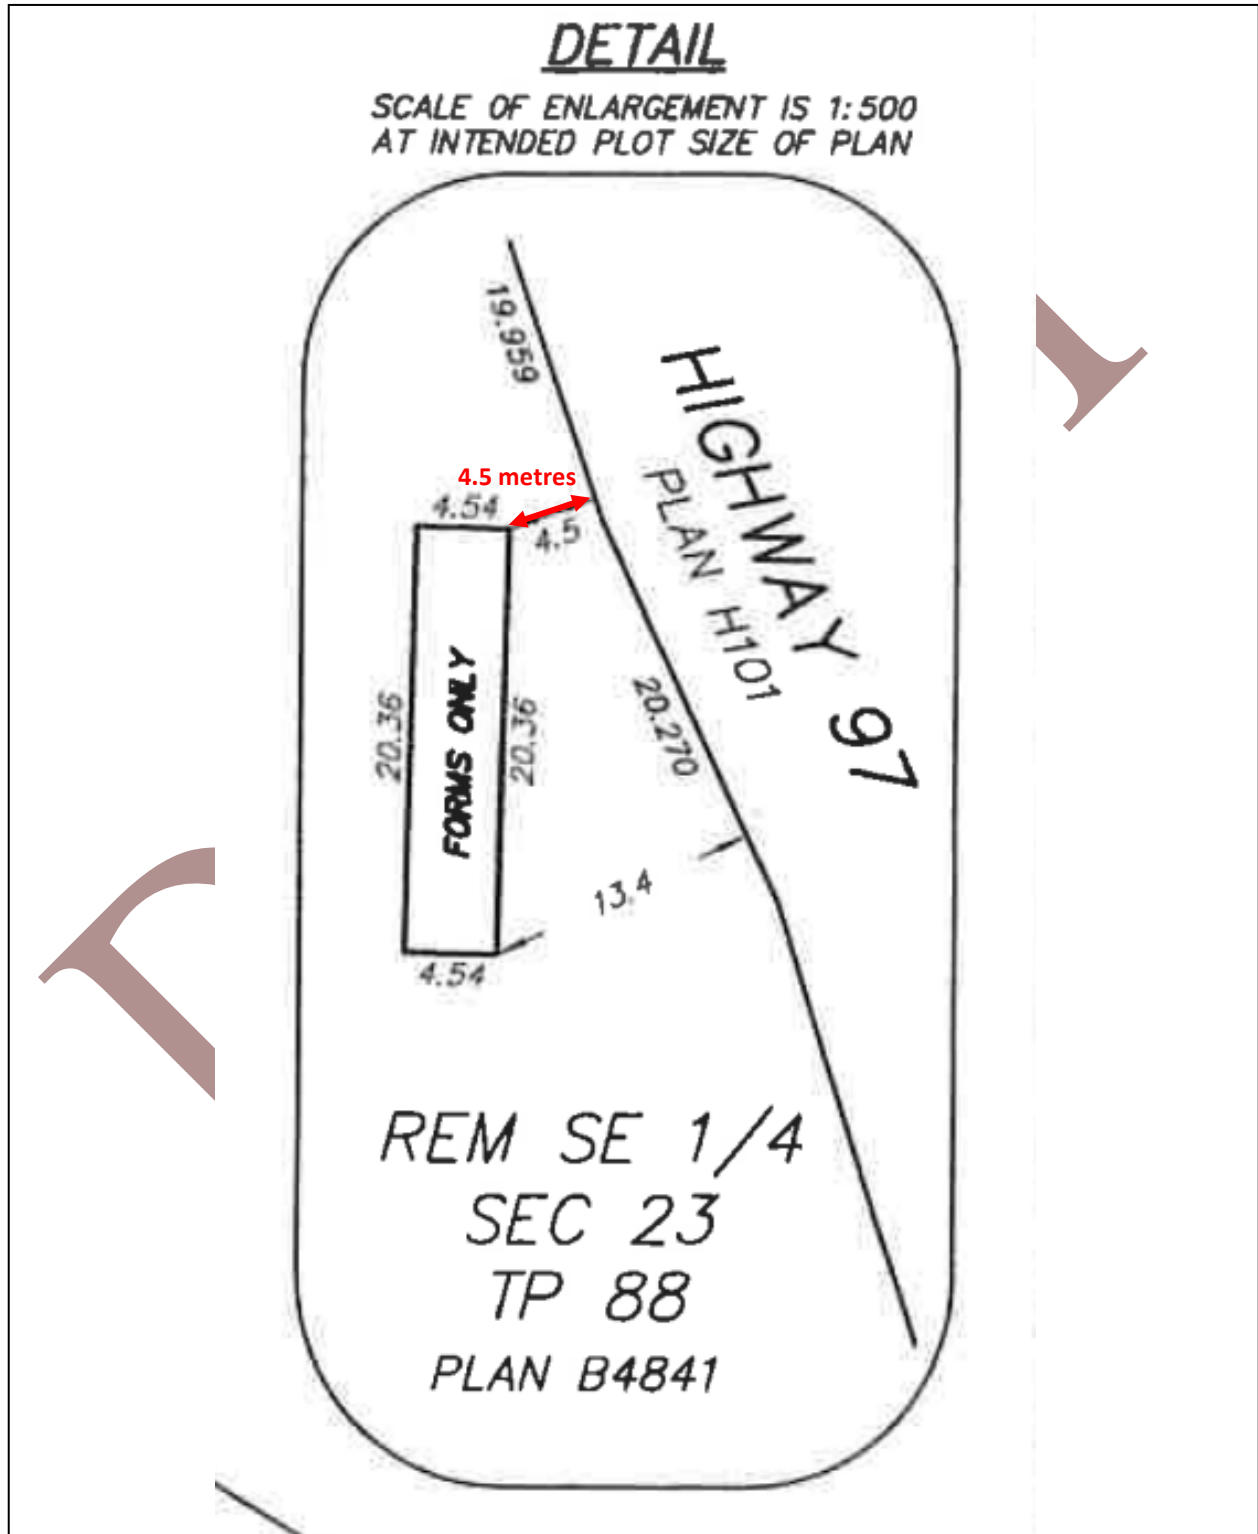 DETAIL
SCALE OF ENLARGEMENT IS 1:500
AT INTENDED PLOT SIZE OF PLAN
19.959
HIGHWAY 97
PLAN H101
4.5 metres
4.54
4.5
20.36
FORMS ONLY
20.36
20.270
13.4
4.54
REM SE 1/4
SEC 23
TP 88
PLAN B4841